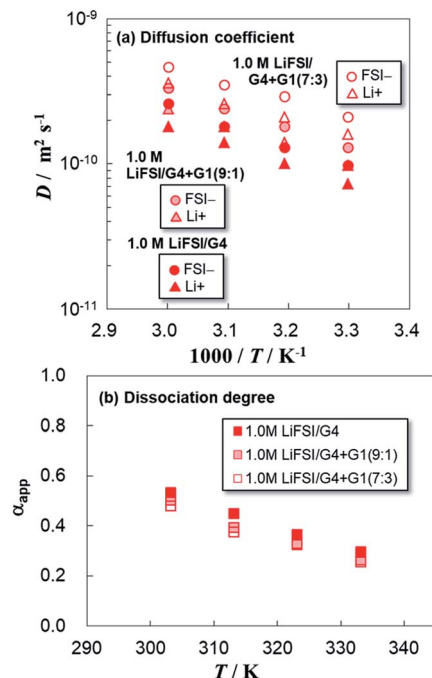 (a) Diffusion coefficient
10⁻⁹
1.0 M LiFSI/
G4+G1(7:3)
FSI−
Li+
D / m² s⁻¹
10⁻¹⁰
1.0 M
LiFSI/G4+G1(9:1)
FSI−
Li+
1.0 M LiFSI/G4
FSI−
Li+
10⁻¹¹
2.9 3.0 3.1 3.2 3.3 3.4
1000 / T / K⁻¹
(b) Dissociation degree
1.0
1.0M LiFSI/G4
1.0M LiFSI/G4+G1(9:1)
1.0M LiFSI/G4+G1(7:3)
0.8
0.6
αapp
0.4
0.2
0.0
290 300 310 320 330 340
T / K